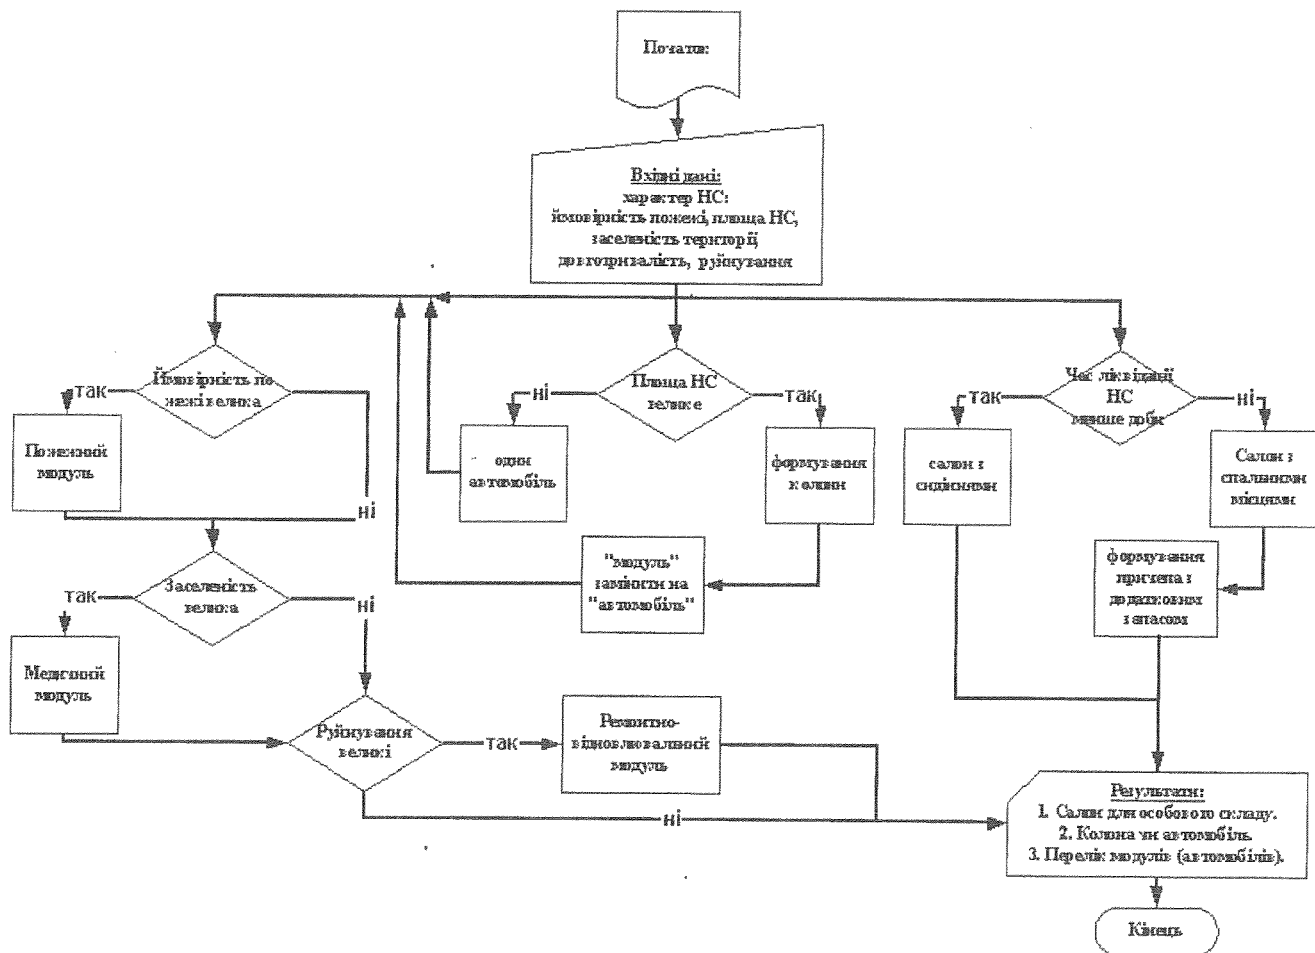 Початок:
Вхідні дані:
характер НС:
ймовірність пожежі, площа НС,
заселеність території,
довготривалість, руйнування
Ймовірність по
жежі велика
так
ні
Пожежний
модуль
Площа НС
велике
ні
так
один
автомобіль
формування
колони
"модуль"
замінити на
"автомобіль"
Час ліквідації
НС
менше доби
так
ні
салон з
сидіннями
Салон з
спальними
місцями
формування
причепа з
додатковим
запасом
Заселеність
велика
так
ні
Медичний
модуль
Руйнування
великі
так
ні
Ремонтно-
відновлювальний
модуль
Результати:
1. Салон для особового складу.
2. Колона чи автомобіль.
3. Перелік модулів (автомобілів).
Кінець